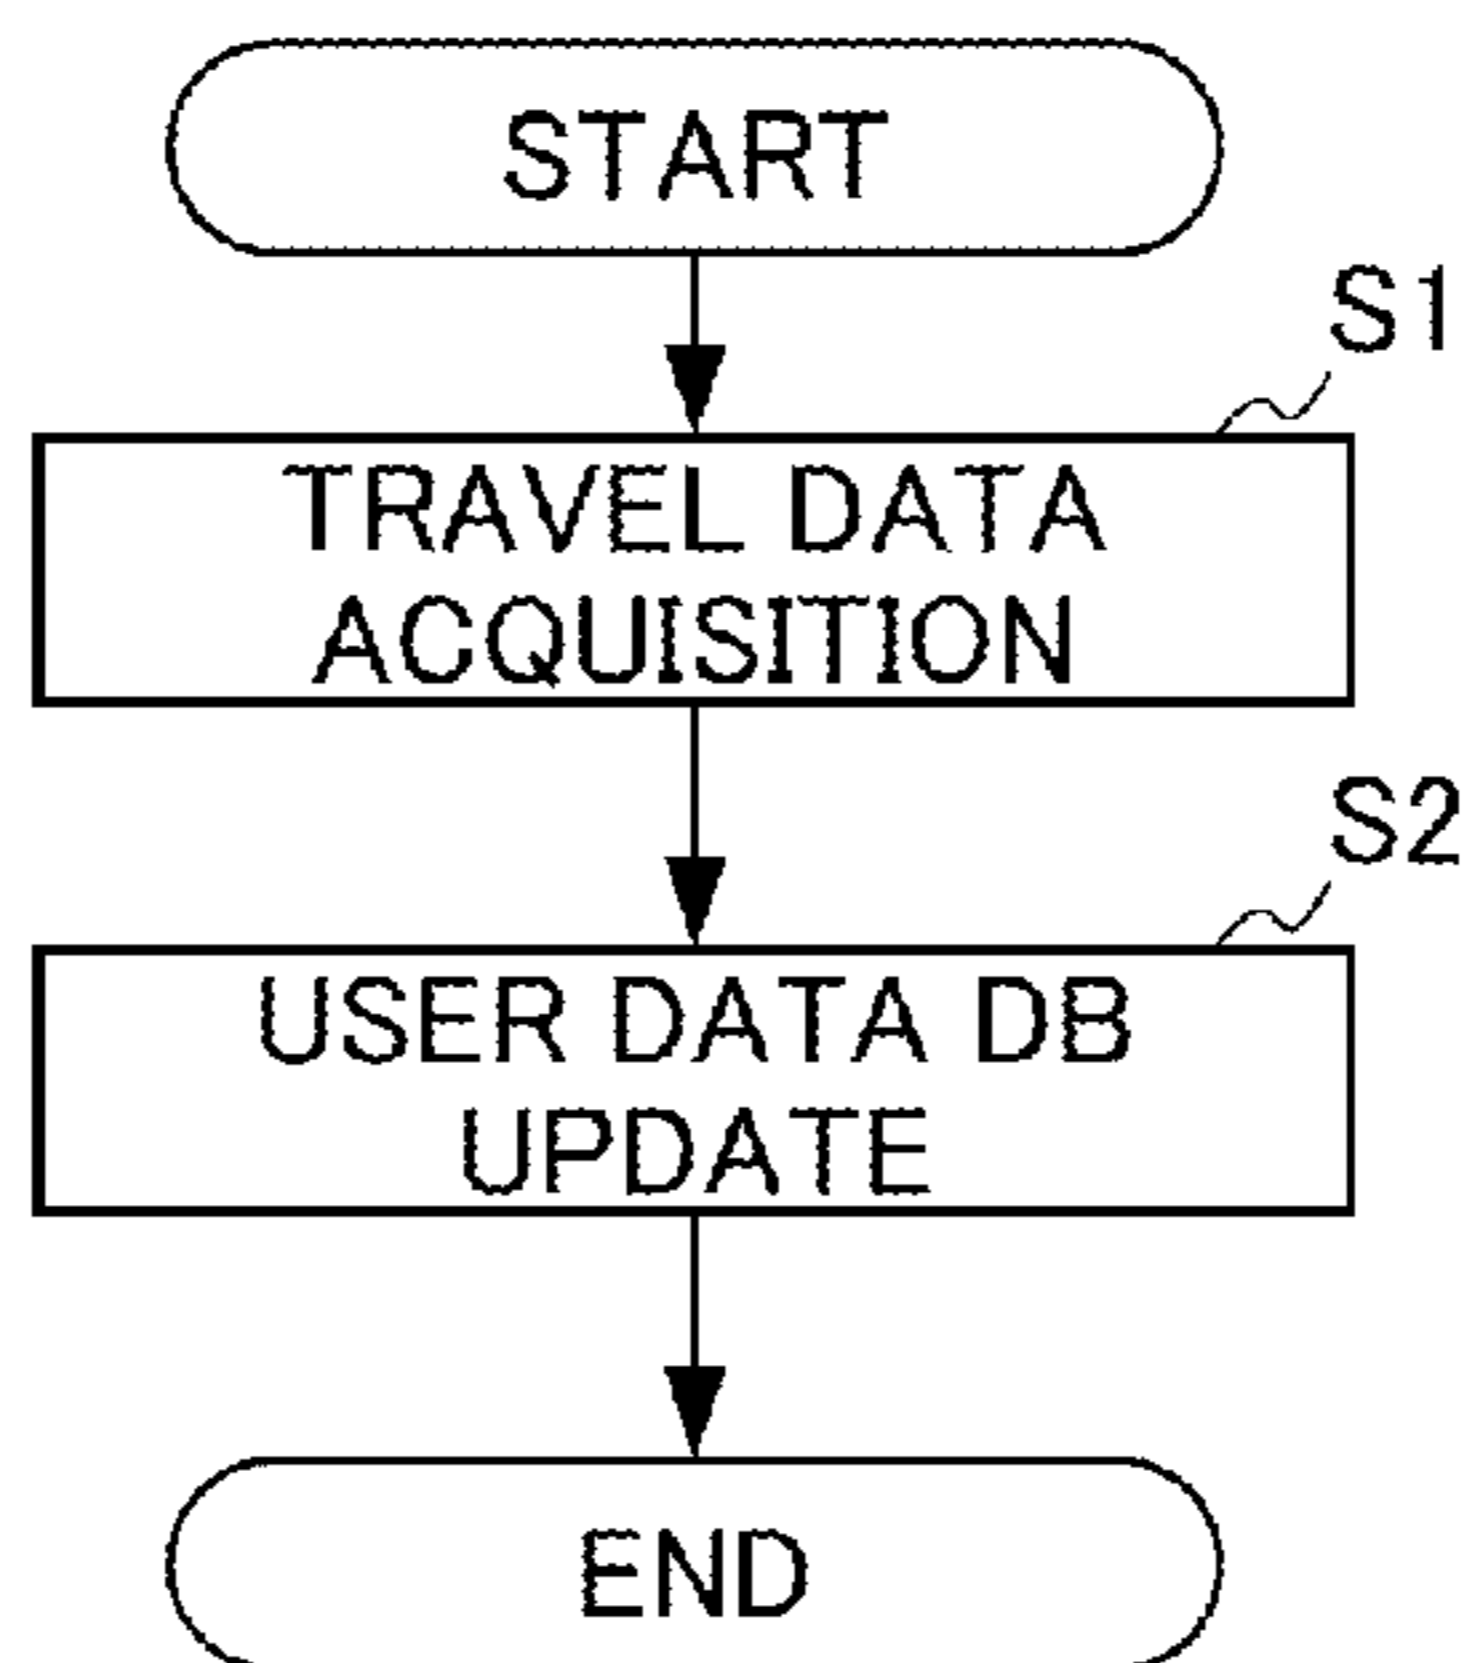 START
S1
TRAVEL DATA
ACQUISITION
S2
USER DATA DB
UPDATE
END